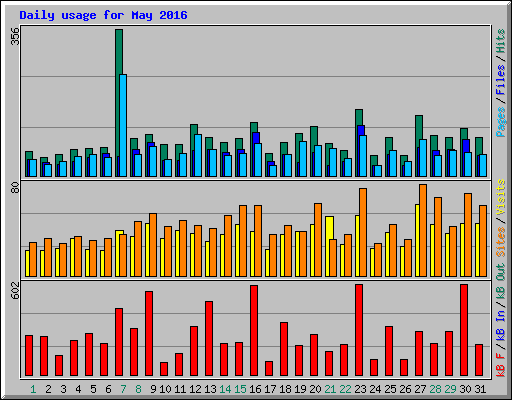 Daily usage for May 2016
356
Pages / Files / Hits
80
Sites / Visits
602
kB F / kB In / kB Out
1 2 3 4 5 6 7 8 9 10 11 12 13 14 15 16 17 18 19 20 21 22 23 24 25 26 27 28 29 30 31